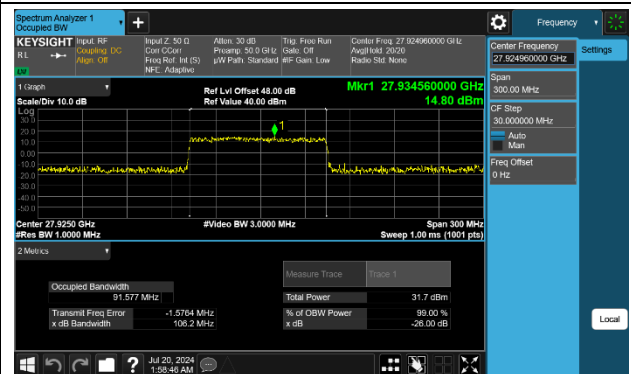 Spectrum Analyzer 1
Occupied BW
Frequency
KEYSIGHT Input: RF Input Z: 50 Ω Atten: 30 dB Trig: Free Run Center Freq: 27.924960000 GHz
RL Coupling: DC Corr CCorr Preamp: 50.0 GHz Gate: Off Avg|Hold: 20/20
Align: Off Freq Ref: Int (S) µW Path: Standard #IF Gain: Low Radio Std: None
NFE: Adaptive
Center Frequency
27.924960000 GHz
Settings
Span
300.00 MHz
CF Step
30.000000 MHz
Auto
Man
Freq Offset
0 Hz
Local
1 Graph
Scale/Div 10.0 dB
Ref Lvl Offset 48.00 dB
Ref Value 40.00 dBm
Mkr1 27.934560000 GHz
14.80 dBm
Log
30.0
20.0
10.0
0.00
-10.0
-20.0
-30.0
-40.0
-50.0
1
Center 27.9250 GHz #Video BW 3.0000 MHz Span 300 MHz
#Res BW 1.0000 MHz Sweep 1.00 ms (1001 pts)
2 Metrics
Measure Trace Trace 1
Occupied Bandwidth
91.577 MHz Total Power 31.7 dBm
Transmit Freq Error -1.5764 MHz % of OBW Power 99.00 %
x dB Bandwidth 106.2 MHz x dB -26.00 dB
Jul 20, 2024
1:58:46 AM